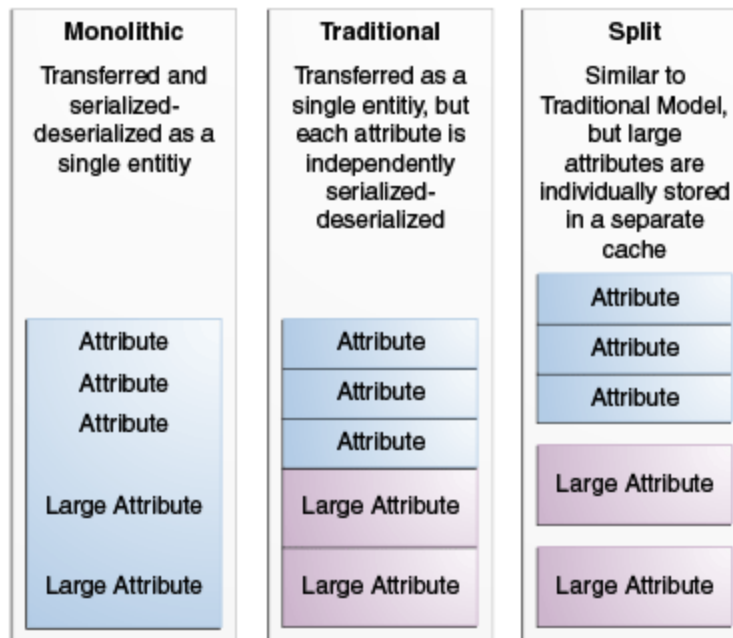 Monolithic
Transferred and
serialized-
deserialized as a
single entitiy
Attribute
Attribute
Attribute
Large Attribute
Large Attribute
Traditional
Transferred as a
single entitiy, but
each attribute is
independently
serialized-
deserialized
Attribute
Attribute
Attribute
Large Attribute
Large Attribute
Split
Similar to
Traditional Model,
but large
attributes are
individually stored
in a separate
cache
Attribute
Attribute
Attribute
Large Attribute
Large Attribute